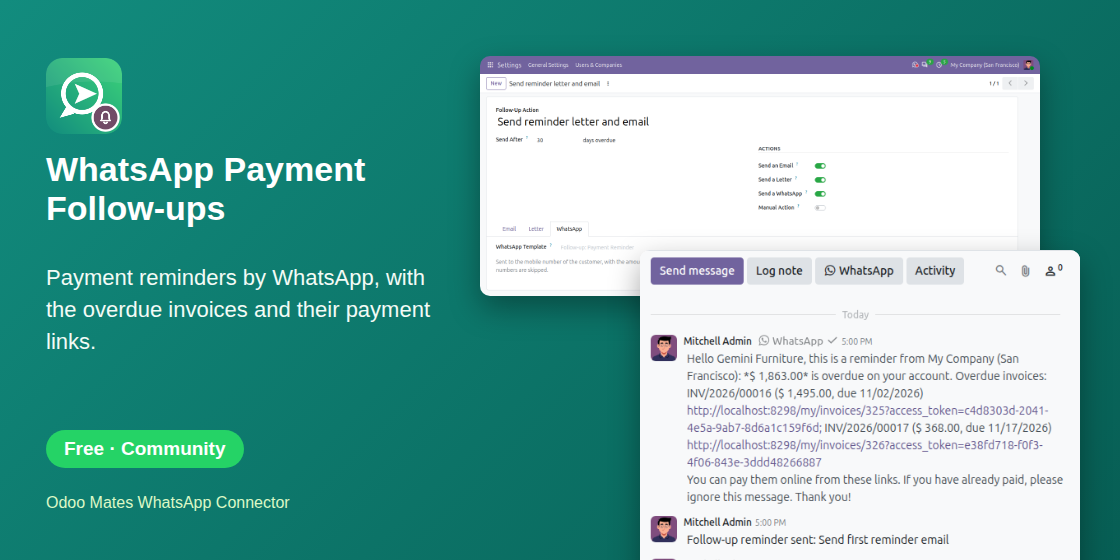 WhatsApp Payment
Follow-ups
Payment reminders by WhatsApp, with
the overdue invoices and their payment
links.
Free · Community
Odoo Mates WhatsApp Connector
Settings General Settings Users & Companies
My Company (San Francisco)
New Send reminder letter and email
1 / 1
Follow-Up Action
Send reminder letter and email
Send After ? 30 days overdue
ACTIONS
Send an Email ?
Send a Letter ?
Send a WhatsApp ?
Manual Action ?
Email Letter WhatsApp
WhatsApp Template ? Follow-up Payment Reminder
Sent to the mobile number of the customer, with the amou
numbers are skipped.
Send message Log note WhatsApp Activity 0
Today
Mitchell Admin WhatsApp 5:00 PM
Hello Gemini Furniture, this is a reminder from My Company (San
Francisco): *$ 1,863.00* is overdue on your account. Overdue invoices:
INV/2026/00016 ($ 1,495.00, due 11/02/2026)
http://localhost:8298/my/invoices/325?access_token=c4d8303d-2041-
4e5a-9ab7-8d6a1c159f6d; INV/2026/00017 ($ 368.00, due 11/17/2026)
http://localhost:8298/my/invoices/326?access_token=e38fd718-f0f3-
4f06-843e-3ddd48266887
You can pay them online from these links. If you have already paid, please
ignore this message. Thank you!
Mitchell Admin 5:00 PM
Follow-up reminder sent: Send first reminder email